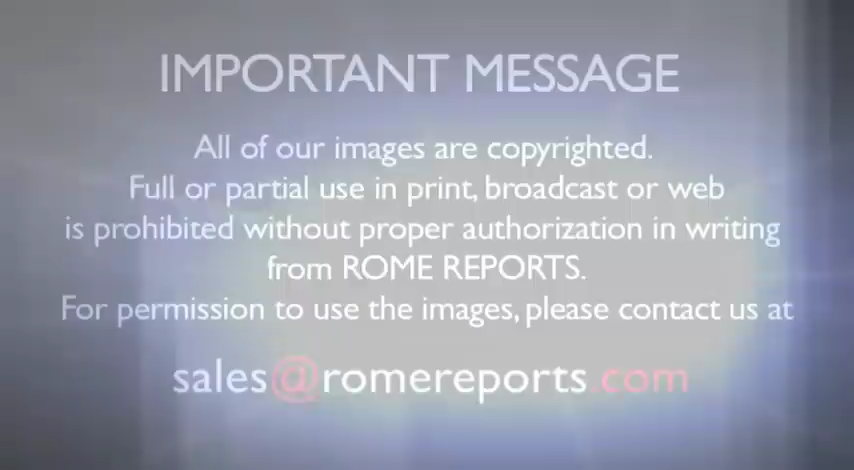 IMPORTANT MESSAGE
All of our images are copyrighted.
Full or partial use in print, broadcast or web
is prohibited without proper authorization in writing
from ROME REPORTS.
For permission to use the images, please contact us at
sales@romereports.com